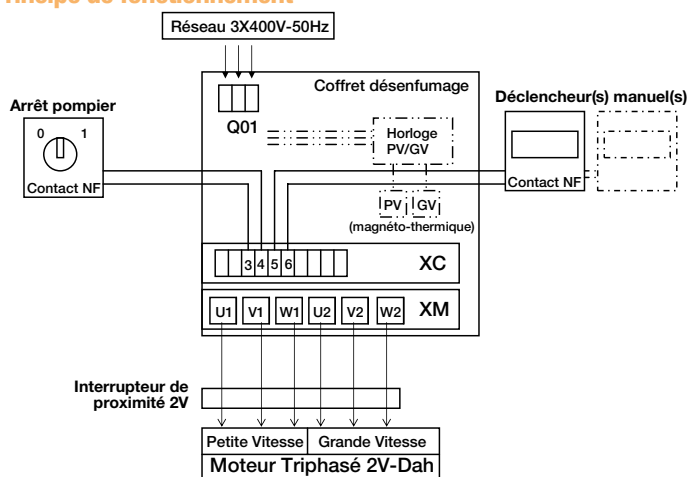 Réseau 3X400V-50Hz
Coffret désenfumage
Arrêt pompier
0 1
Contact NF
Q01
Horloge
PV/GV
Déclencheur(s) manuel(s)
Contact NF
PV GV
(magnéto-thermique)
3 4 5 6
XC
U1 V1 W1 U2 V2 W2 XM
Interrupteur de
proximité 2V
Petite Vitesse Grande Vitesse
Moteur Triphasé 2V-Dah